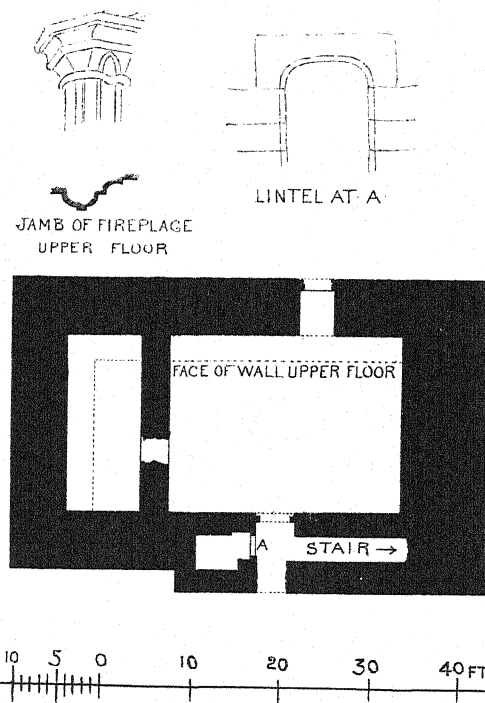 LINTEL AT A
JAMB OF FIREPLAGE
UPPER FLOOR
FACE OF WALL UPPER FLOOR
A
STAIR →
10 5 0 10 20 30 40 FT